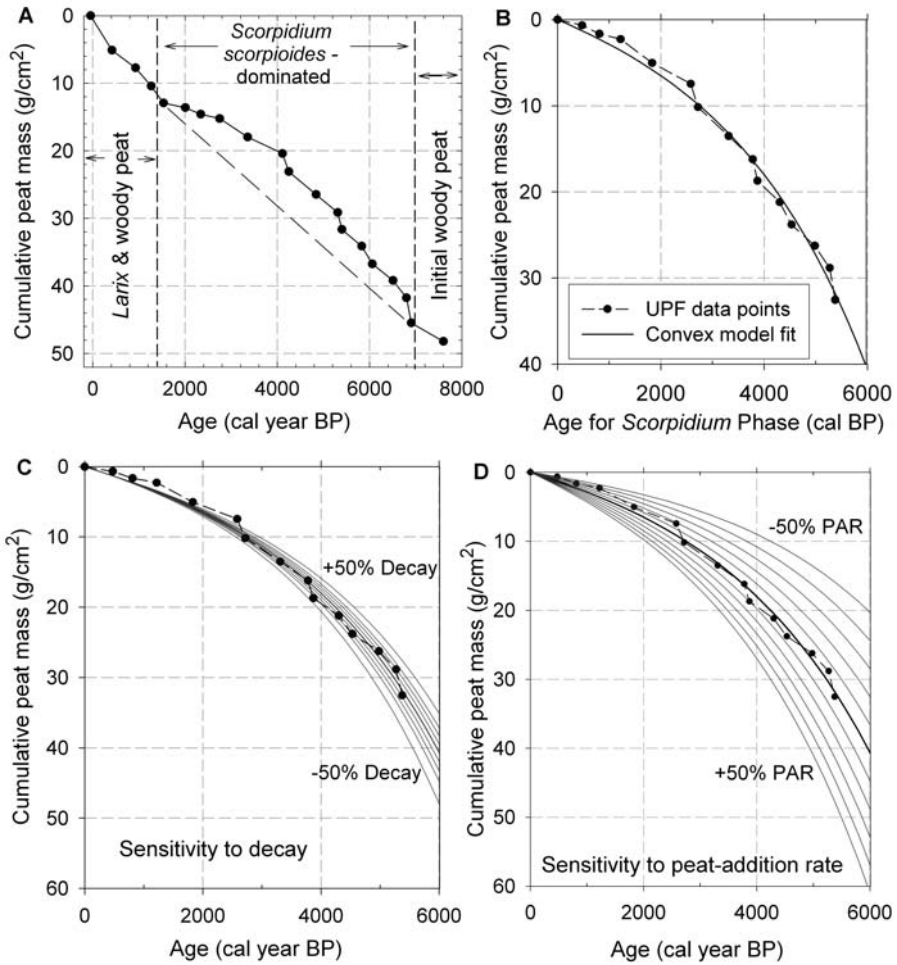 A
Scorpidium
scorpioides -
dominated
Larix & woody peat
Initial woody peat
Cumulative peat mass (g/cm2)
0
10
20
30
40
50
0 2000 4000 6000 8000
Age (cal year BP)
B
Cumulative peat mass (g/cm2)
0
10
20
30
40
UPF data points
Convex model fit
0 2000 4000 6000
Age for Scorpidium Phase (cal BP)
C
Cumulative peat mass (g/cm2)
0
10
20
30
40
50
60
+50% Decay
-50% Decay
Sensitivity to decay
0 2000 4000 6000
Age (cal year BP)
D
Cumulative peat mass (g/cm2)
0
10
20
30
40
50
60
-50% PAR
+50% PAR
Sensitivity to peat-addition rate
0 2000 4000 6000
Age (cal year BP)